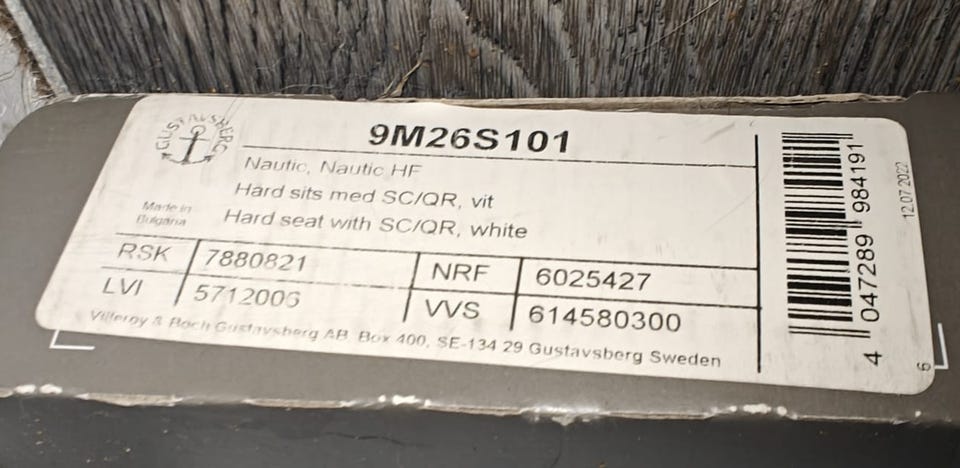 GUSTAVSBERG
9M26S101
Nautic, Nautic HF
Hard sits med SC/QR, vit
Hard seat with SC/QR, white
Made in
Bulgaria
RSK 7880821 NRF 6025427
LVI 5712006 VVS 614580300
Villeroy & Boch Gustavsberg AB Box 400, SE-134 29 Gustavsberg Sweden
4 047289 984191
12.07.2022
6